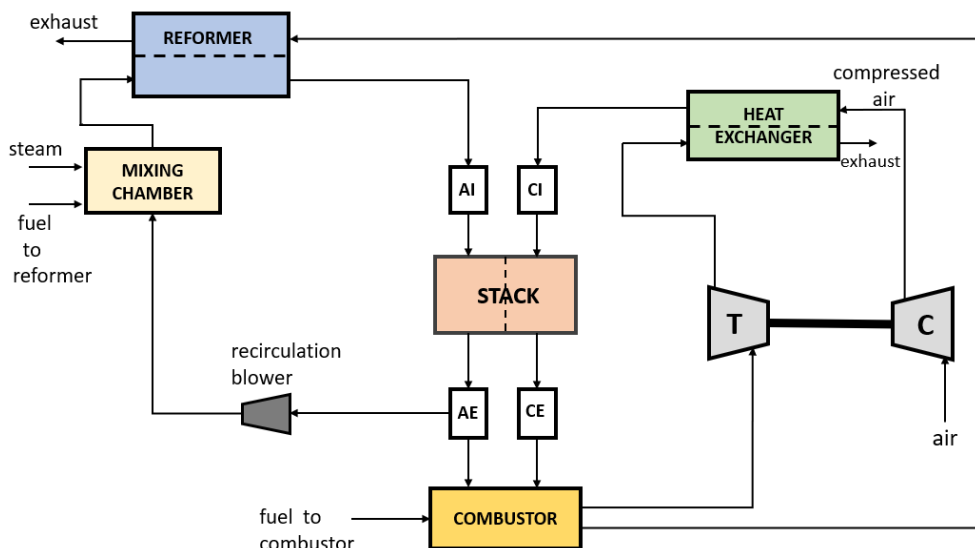 exhaust
REFORMER
compressed
air
HEAT
EXCHANGER
exhaust
steam
MIXING
CHAMBER
fuel
to
reformer
AI
CI
STACK
T
C
recirculation
blower
AE
CE
air
fuel to
combustor
COMBUSTOR